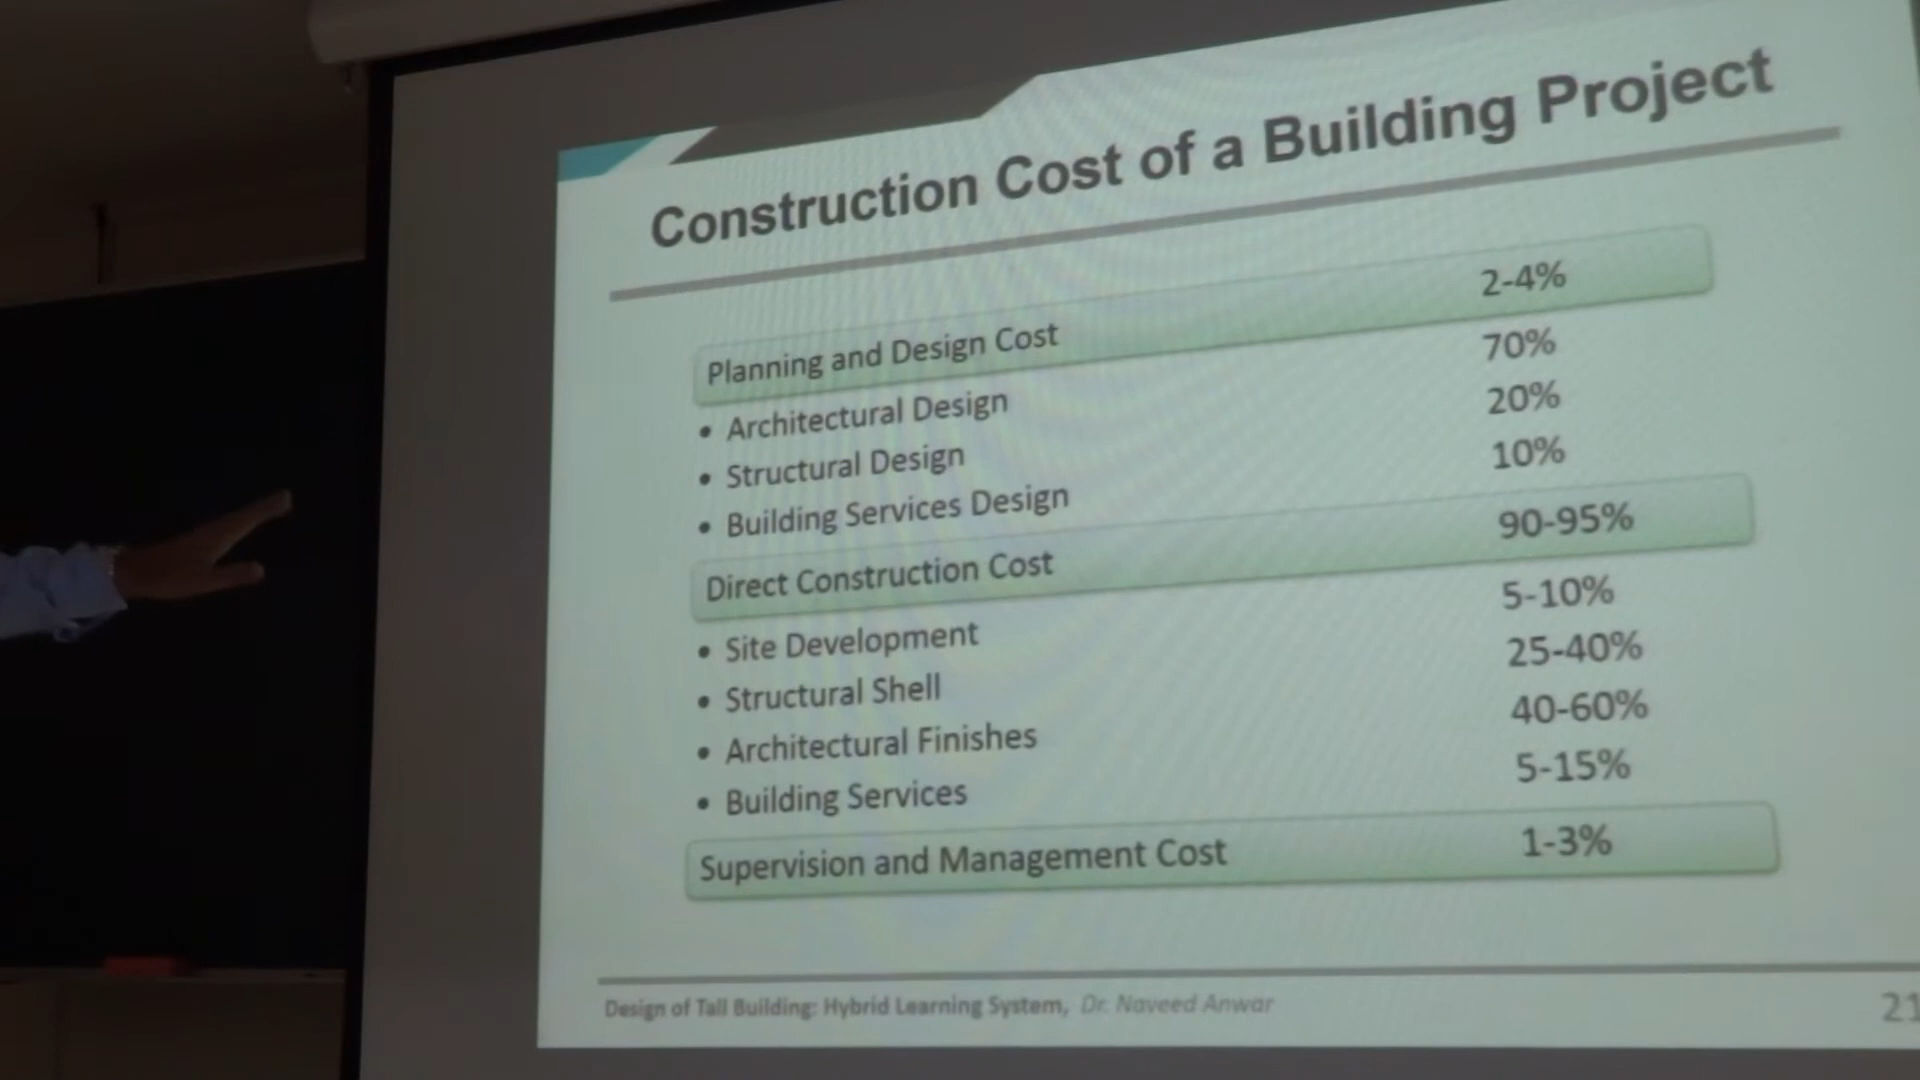 Construction Cost of a Building Project
Planning and Design Cost 2-4%
• Architectural Design 70%
• Structural Design 20%
• Building Services Design 10%
Direct Construction Cost 90-95%
• Site Development 5-10%
• Structural Shell 25-40%
• Architectural Finishes 40-60%
• Building Services 5-15%
Supervision and Management Cost 1-3%
Design of Tall Building: Hybrid Learning System, Dr. Naveed Anwar 21